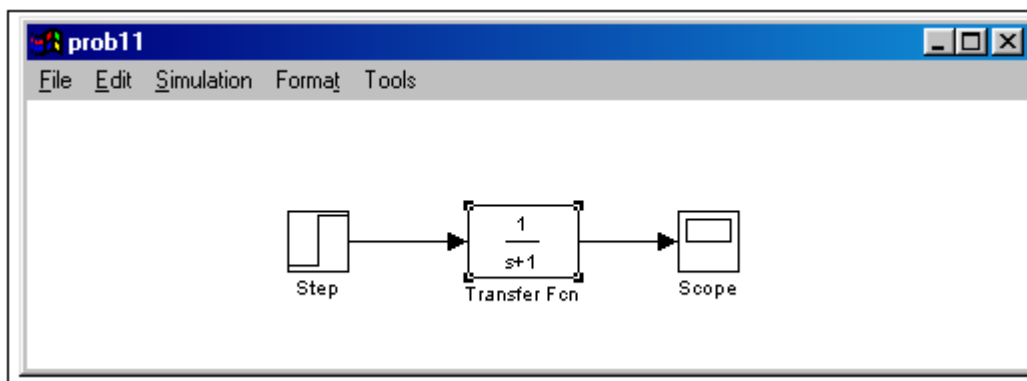 prob11
File Edit Simulation Format Tools
1
s+1
Step
Transfer Fcn
Scope